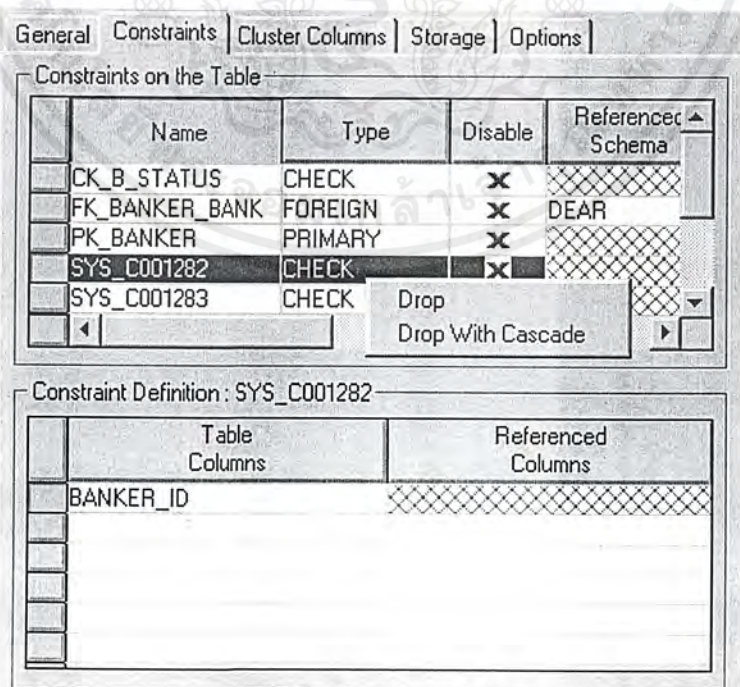 General Constraints Cluster Columns Storage Options
Constraints on the Table
Name Type Disable Referenced Schema
CK_B_STATUS CHECK X
FK_BANKER_BANK FOREIGN X DEAR
PK_BANKER PRIMARY X
SYS_C001282 CHECK X
SYS_C001283 CHECK
Drop
Drop With Cascade
Constraint Definition : SYS_C001282
Table Columns Referenced Columns
BANKER_ID